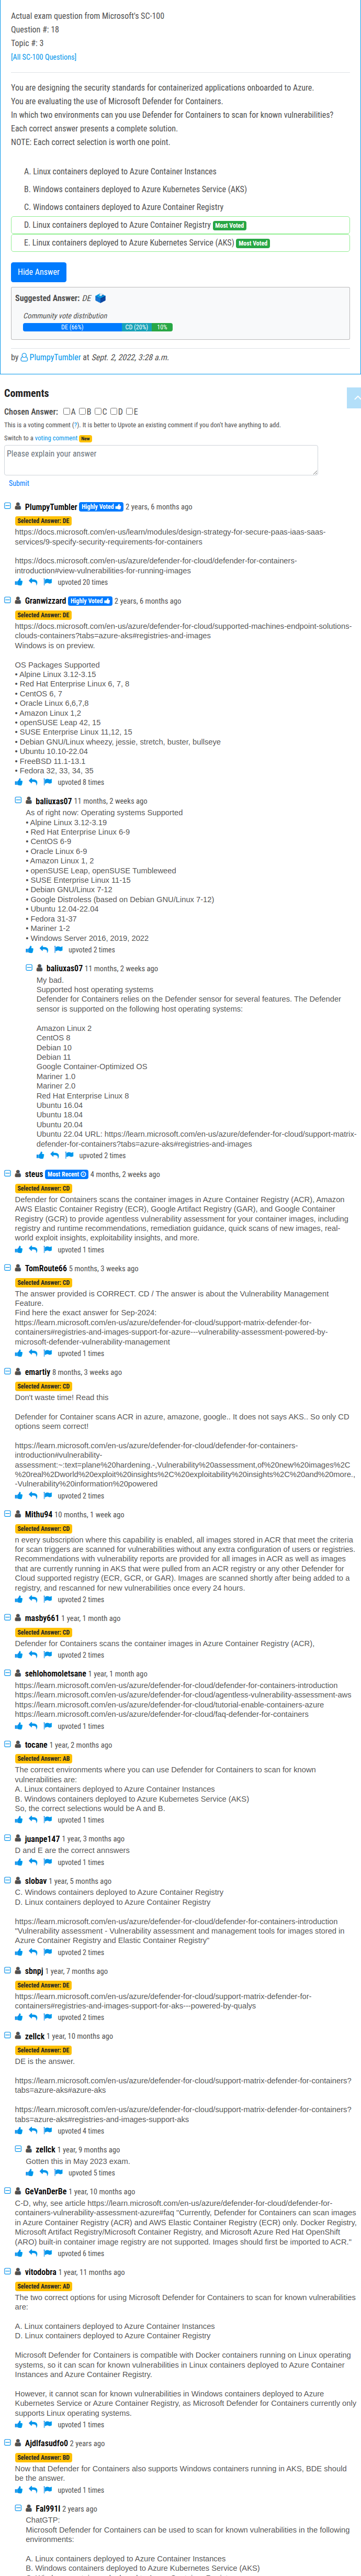 Actual exam question from Microsoft's SC-100
Question #: 18
Topic #: 3
[All SC-100 Questions]
You are designing the security standards for containerized applications onboarded to Azure.
You are evaluating the use of Microsoft Defender for Containers.
In which two environments can you use Defender for Containers to scan for known vulnerabilities?
Each correct answer presents a complete solution.
NOTE: Each correct selection is worth one point.
A. Linux containers deployed to Azure Container Instances
B. Windows containers deployed to Azure Kubernetes Service (AKS)
C. Windows containers deployed to Azure Container Registry
D. Linux containers deployed to Azure Container Registry Most Voted
E. Linux containers deployed to Azure Kubernetes Service (AKS) Most Voted
Hide Answer
Suggested Answer: DE
Community vote distribution
DE (66%) CD (20%) 10%
by PlumpyTumbler at Sept. 2, 2022, 3:28 a.m.
Comments
Chosen Answer: A B C D E
This is a voting comment (?). It is better to Upvote an existing comment if you don't have anything to add.
Switch to a voting comment New
Please explain your answer
Submit
PlumpyTumbler Highly Voted 2 years, 6 months ago
Selected Answer: DE
https://docs.microsoft.com/en-us/learn/modules/design-strategy-for-secure-paas-iaas-saas-
services/9-specify-security-requirements-for-containers
https://docs.microsoft.com/en-us/azure/defender-for-cloud/defender-for-containers-
introduction#view-vulnerabilities-for-running-images
upvoted 20 times
Granwizzard Highly Voted 2 years, 6 months ago
Selected Answer: DE
https://docs.microsoft.com/en-us/azure/defender-for-cloud/supported-machines-endpoint-solutions-
clouds-containers?tabs=azure-aks#registries-and-images
Windows is on preview.
OS Packages Supported
• Alpine Linux 3.12-3.15
• Red Hat Enterprise Linux 6, 7, 8
• CentOS 6, 7
• Oracle Linux 6,6,7,8
• Amazon Linux 1,2
• openSUSE Leap 42, 15
• SUSE Enterprise Linux 11,12, 15
• Debian GNU/Linux wheezy, jessie, stretch, buster, bullseye
• Ubuntu 10.10-22.04
• FreeBSD 11.1-13.1
• Fedora 32, 33, 34, 35
upvoted 8 times
baliuxas07 11 months, 2 weeks ago
As of right now: Operating systems Supported
• Alpine Linux 3.12-3.19
• Red Hat Enterprise Linux 6-9
• CentOS 6-9
• Oracle Linux 6-9
• Amazon Linux 1, 2
• openSUSE Leap, openSUSE Tumbleweed
• SUSE Enterprise Linux 11-15
• Debian GNU/Linux 7-12
• Google Distroless (based on Debian GNU/Linux 7-12)
• Ubuntu 12.04-22.04
• Fedora 31-37
• Mariner 1-2
• Windows Server 2016, 2019, 2022
upvoted 2 times
baliuxas07 11 months, 2 weeks ago
My bad.
Supported host operating systems
Defender for Containers relies on the Defender sensor for several features. The Defender
sensor is supported on the following host operating systems:
Amazon Linux 2
CentOS 8
Debian 10
Debian 11
Google Container-Optimized OS
Mariner 1.0
Mariner 2.0
Red Hat Enterprise Linux 8
Ubuntu 16.04
Ubuntu 18.04
Ubuntu 20.04
Ubuntu 22.04 URL: https://learn.microsoft.com/en-us/azure/defender-for-cloud/support-matrix-
defender-for-containers?tabs=azure-aks#registries-and-images
upvoted 2 times
steus Most Recent 4 months, 2 weeks ago
Selected Answer: CD
Defender for Containers scans the container images in Azure Container Registry (ACR), Amazon
AWS Elastic Container Registry (ECR), Google Artifact Registry (GAR), and Google Container
Registry (GCR) to provide agentless vulnerability assessment for your container images, including
registry and runtime recommendations, remediation guidance, quick scans of new images, real-
world exploit insights, exploitability insights, and more.
upvoted 1 times
TomRoute66 5 months, 3 weeks ago
Selected Answer: CD
The answer provided is CORRECT. CD / The answer is about the Vulnerability Management
Feature.
Find here the exact answer for Sep-2024:
https://learn.microsoft.com/en-us/azure/defender-for-cloud/support-matrix-defender-for-
containers#registries-and-images-support-for-azure---vulnerability-assessment-powered-by-
microsoft-defender-vulnerability-management
upvoted 1 times
emartiy 8 months, 3 weeks ago
Selected Answer: CD
Don't waste time! Read this
Defender for Container scans ACR in azure, amazone, google.. It does not says AKS.. So only CD
options seem correct!
https://learn.microsoft.com/en-us/azure/defender-for-cloud/defender-for-containers-
introduction#vulnerability-
assessment:~:text=plane%20hardening.-,Vulnerability%20assessment,of%20new%20images%2C
%20real%2Dworld%20exploit%20insights%2C%20exploitability%20insights%2C%20and%20more.,
-Vulnerability%20information%20powered
upvoted 2 times
Mithu94 10 months, 1 week ago
Selected Answer: CD
n every subscription where this capability is enabled, all images stored in ACR that meet the criteria
for scan triggers are scanned for vulnerabilities without any extra configuration of users or registries.
Recommendations with vulnerability reports are provided for all images in ACR as well as images
that are currently running in AKS that were pulled from an ACR registry or any other Defender for
Cloud supported registry (ECR, GCR, or GAR). Images are scanned shortly after being added to a
registry, and rescanned for new vulnerabilities once every 24 hours.
upvoted 2 times
masby661 1 year, 1 month ago
Selected Answer: CD
Defender for Containers scans the container images in Azure Container Registry (ACR),
upvoted 2 times
sehlohomoletsane 1 year, 1 month ago
https://learn.microsoft.com/en-us/azure/defender-for-cloud/defender-for-containers-introduction
https://learn.microsoft.com/en-us/azure/defender-for-cloud/agentless-vulnerability-assessment-aws
https://learn.microsoft.com/en-us/azure/defender-for-cloud/tutorial-enable-containers-azure
https://learn.microsoft.com/en-us/azure/defender-for-cloud/faq-defender-for-containers
upvoted 1 times
tocane 1 year, 2 months ago
Selected Answer: AB
The correct environments where you can use Defender for Containers to scan for known
vulnerabilities are:
A. Linux containers deployed to Azure Container Instances
B. Windows containers deployed to Azure Kubernetes Service (AKS)
So, the correct selections would be A and B.
upvoted 1 times
juanpe147 1 year, 3 months ago
D and E are the correct annswers
upvoted 1 times
slobav 1 year, 5 months ago
C. Windows containers deployed to Azure Container Registry
D. Linux containers deployed to Azure Container Registry
https://learn.microsoft.com/en-us/azure/defender-for-cloud/defender-for-containers-introduction
"Vulnerability assessment - Vulnerability assessment and management tools for images stored in
Azure Container Registry and Elastic Container Registry"
upvoted 2 times
sbnpj 1 year, 7 months ago
Selected Answer: DE
https://learn.microsoft.com/en-us/azure/defender-for-cloud/support-matrix-defender-for-
containers#registries-and-images-support-for-aks---powered-by-qualys
upvoted 2 times
zellck 1 year, 10 months ago
Selected Answer: DE
DE is the answer.
https://learn.microsoft.com/en-us/azure/defender-for-cloud/support-matrix-defender-for-containers?
tabs=azure-aks#azure-aks
https://learn.microsoft.com/en-us/azure/defender-for-cloud/support-matrix-defender-for-containers?
tabs=azure-aks#registries-and-images-support-aks
upvoted 4 times
zellck 1 year, 9 months ago
Gotten this in May 2023 exam.
upvoted 5 times
GeVanDerBe 1 year, 10 months ago
C-D, why, see article https://learn.microsoft.com/en-us/azure/defender-for-cloud/defender-for-
containers-vulnerability-assessment-azure#faq "Currently, Defender for Containers can scan images
in Azure Container Registry (ACR) and AWS Elastic Container Registry (ECR) only. Docker Registry,
Microsoft Artifact Registry/Microsoft Container Registry, and Microsoft Azure Red Hat OpenShift
(ARO) built-in container image registry are not supported. Images should first be imported to ACR."
upvoted 6 times
vitodobra 1 year, 11 months ago
Selected Answer: AD
The two correct options for using Microsoft Defender for Containers to scan for known vulnerabilities
are:
A. Linux containers deployed to Azure Container Instances
D. Linux containers deployed to Azure Container Registry
Microsoft Defender for Containers is compatible with Docker containers running on Linux operating
systems, so it can scan for known vulnerabilities in Linux containers deployed to Azure Container
Instances and Azure Container Registry.
However, it cannot scan for known vulnerabilities in Windows containers deployed to Azure
Kubernetes Service or Azure Container Registry, as Microsoft Defender for Containers currently only
supports Linux operating systems.
upvoted 1 times
Ajdlfasudfo0 2 years ago
Selected Answer: BD
Now that Defender for Containers also supports Windows containers running in AKS, BDE should
be the answer.
upvoted 1 times
Fal991l 2 years ago
ChatGTP:
Microsoft Defender for Containers can be used to scan for known vulnerabilities in the following
environments:
A. Linux containers deployed to Azure Container Instances
B. Windows containers deployed to Azure Kubernetes Service (AKS)